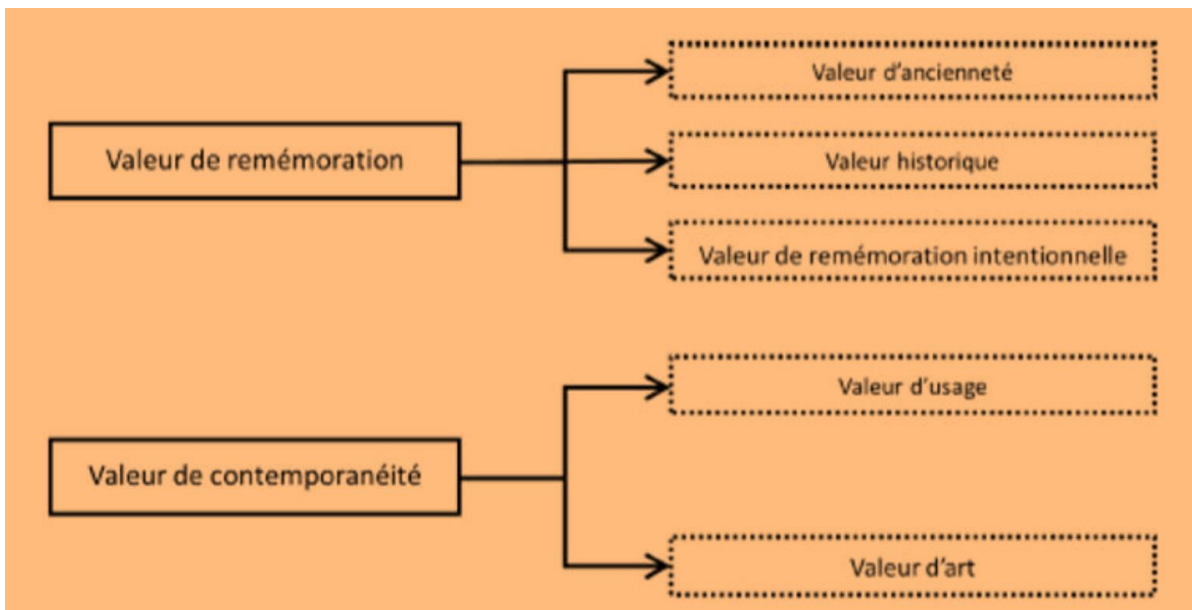 Valeur de remémoration
Valeur d'ancienneté
Valeur historique
Valeur de remémoration intentionnelle
Valeur de contemporanéité
Valeur d'usage
Valeur d'art